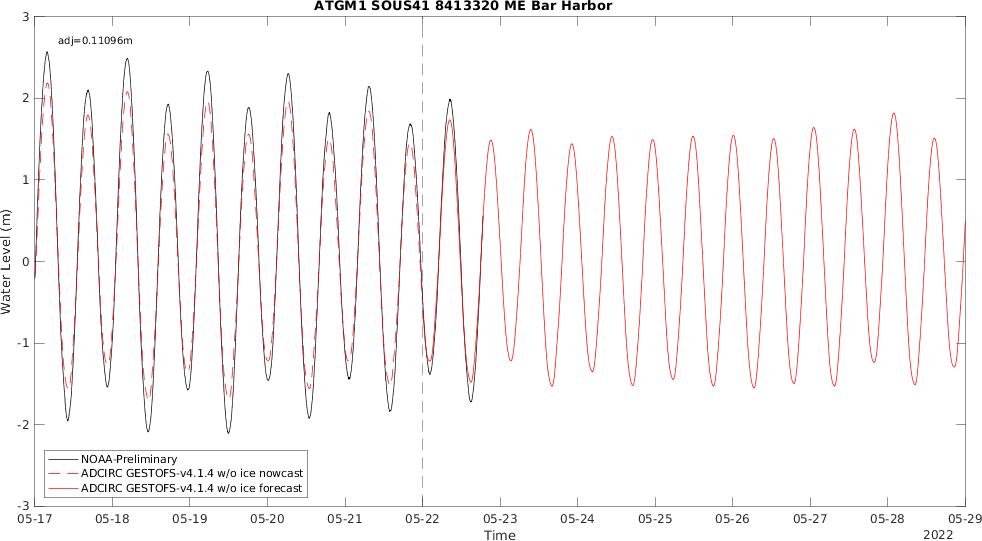 ATGM1 SOUS41 8413320 ME Bar Harbor
adj=0.11096m
3
2
1
0
-1
-2
-3
Water Level (m)
NOAA-Preliminary
ADCIRC GESTOFS-v4.1.4 w/o ice nowcast
ADCIRC GESTOFS-v4.1.4 w/o ice forecast
05-17 05-18 05-19 05-20 05-21 05-22 05-23 05-24 05-25 05-26 05-27 05-28 05-29
Time
2022